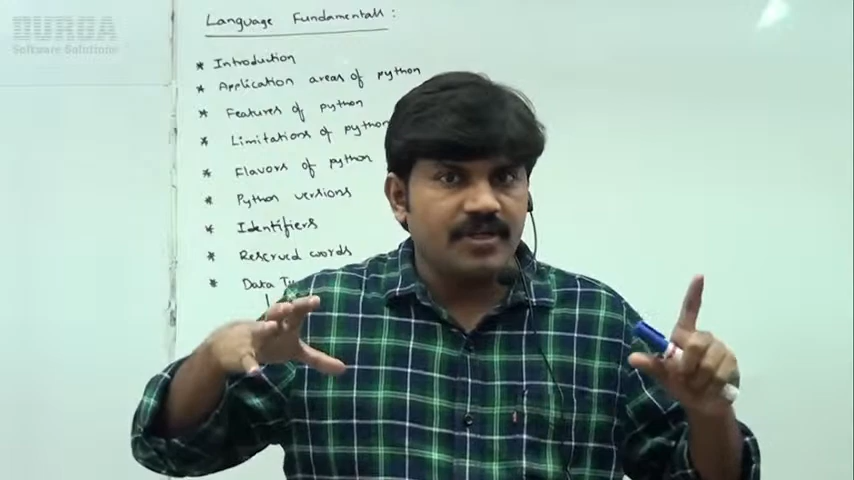 DURGA
Software Solutions
Language Fundamentals :
* Introduction
* Application areas of python
* Features of python
* Limitations of python
* Flavors of python
* Python versions
* Identifiers
* Reserved words
* Data